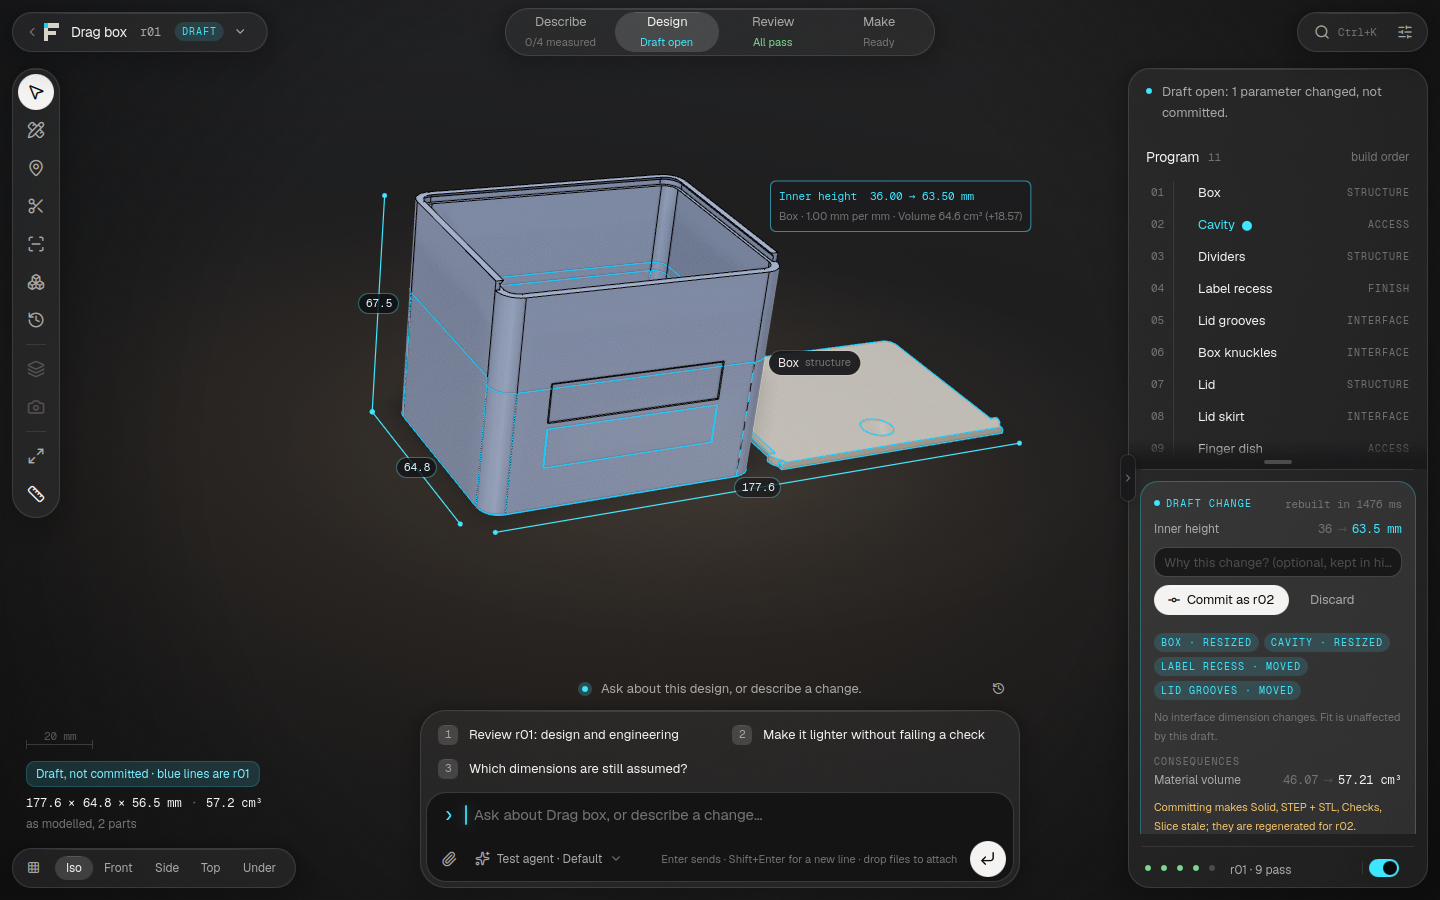 Drag box r01 DRAFT
Describe
0/4 measured
Design
Draft open
Review
All pass
Make
Ready
Ctrl+K
Draft open: 1 parameter changed, not
committed.
Program 11 build order
01 Box STRUCTURE
02 Cavity ACCESS
03 Dividers STRUCTURE
04 Label recess FINISH
05 Lid grooves INTERFACE
06 Box knuckles INTERFACE
07 Lid STRUCTURE
08 Lid skirt INTERFACE
09 Finger dish ACCESS
Inner height 36.00 → 63.50 mm
Box · 1.00 mm per mm · Volume 64.6 cm³ (+18.57)
67.5
Box structure
64.8
177.6
DRAFT CHANGE rebuilt in 1476 ms
Inner height 36 → 63.5 mm
Why this change? (optional, kept in hi...
Commit as r02 Discard
BOX · RESIZED CAVITY · RESIZED
LABEL RECESS · MOVED
LID GROOVES · MOVED
No interface dimension changes. Fit is unaffected
by this draft.
CONSEQUENCES
Material volume 46.07 → 57.21 cm³
Committing makes Solid, STEP + STL, Checks,
Slice stale; they are regenerated for r02.
r01 · 9 pass
Ask about this design, or describe a change.
1 Review r01: design and engineering
2 Make it lighter without failing a check
3 Which dimensions are still assumed?
Ask about Drag box, or describe a change...
Test agent · Default
Enter sends · Shift+Enter for a new line · drop files to attach
20 mm
Draft, not committed · blue lines are r01
177.6 × 64.8 × 56.5 mm · 57.2 cm³
as modelled, 2 parts
Iso Front Side Top Under